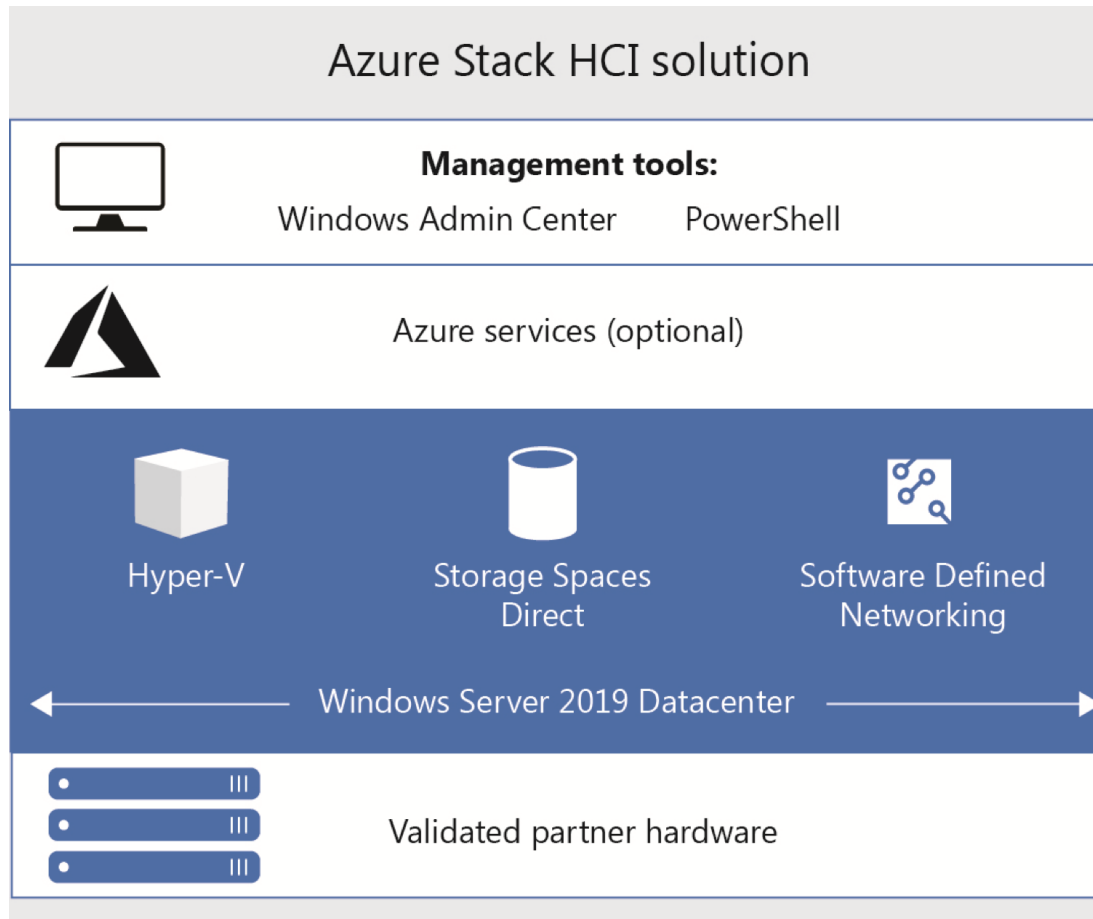 Azure Stack HCI solution
Management tools:
Windows Admin Center PowerShell
Azure services (optional)
Hyper-V
Storage Spaces
Direct
Software Defined
Networking
Windows Server 2019 Datacenter
Validated partner hardware